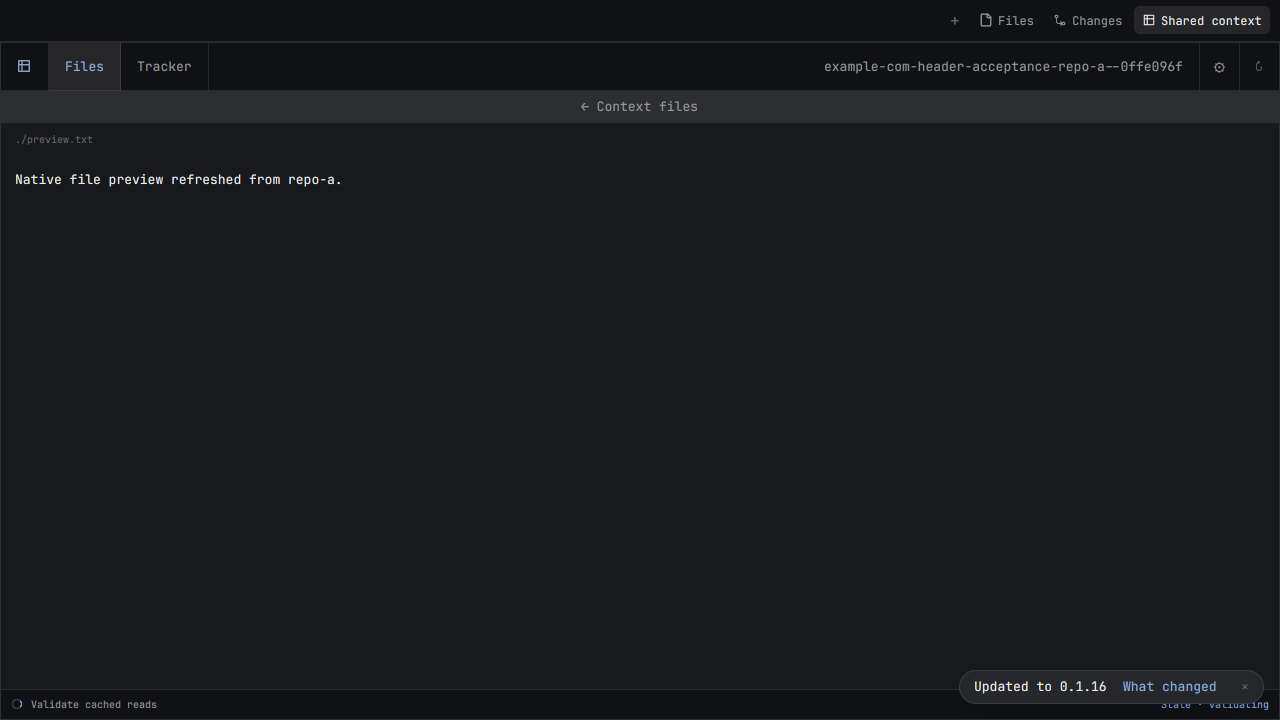 + Files Changes Shared context
Files Tracker example-com-header-acceptance-repo-a--0ffe096f
← Context files
./preview.txt
Native file preview refreshed from repo-a.
Updated to 0.1.16 What changed ×
Validate cached reads